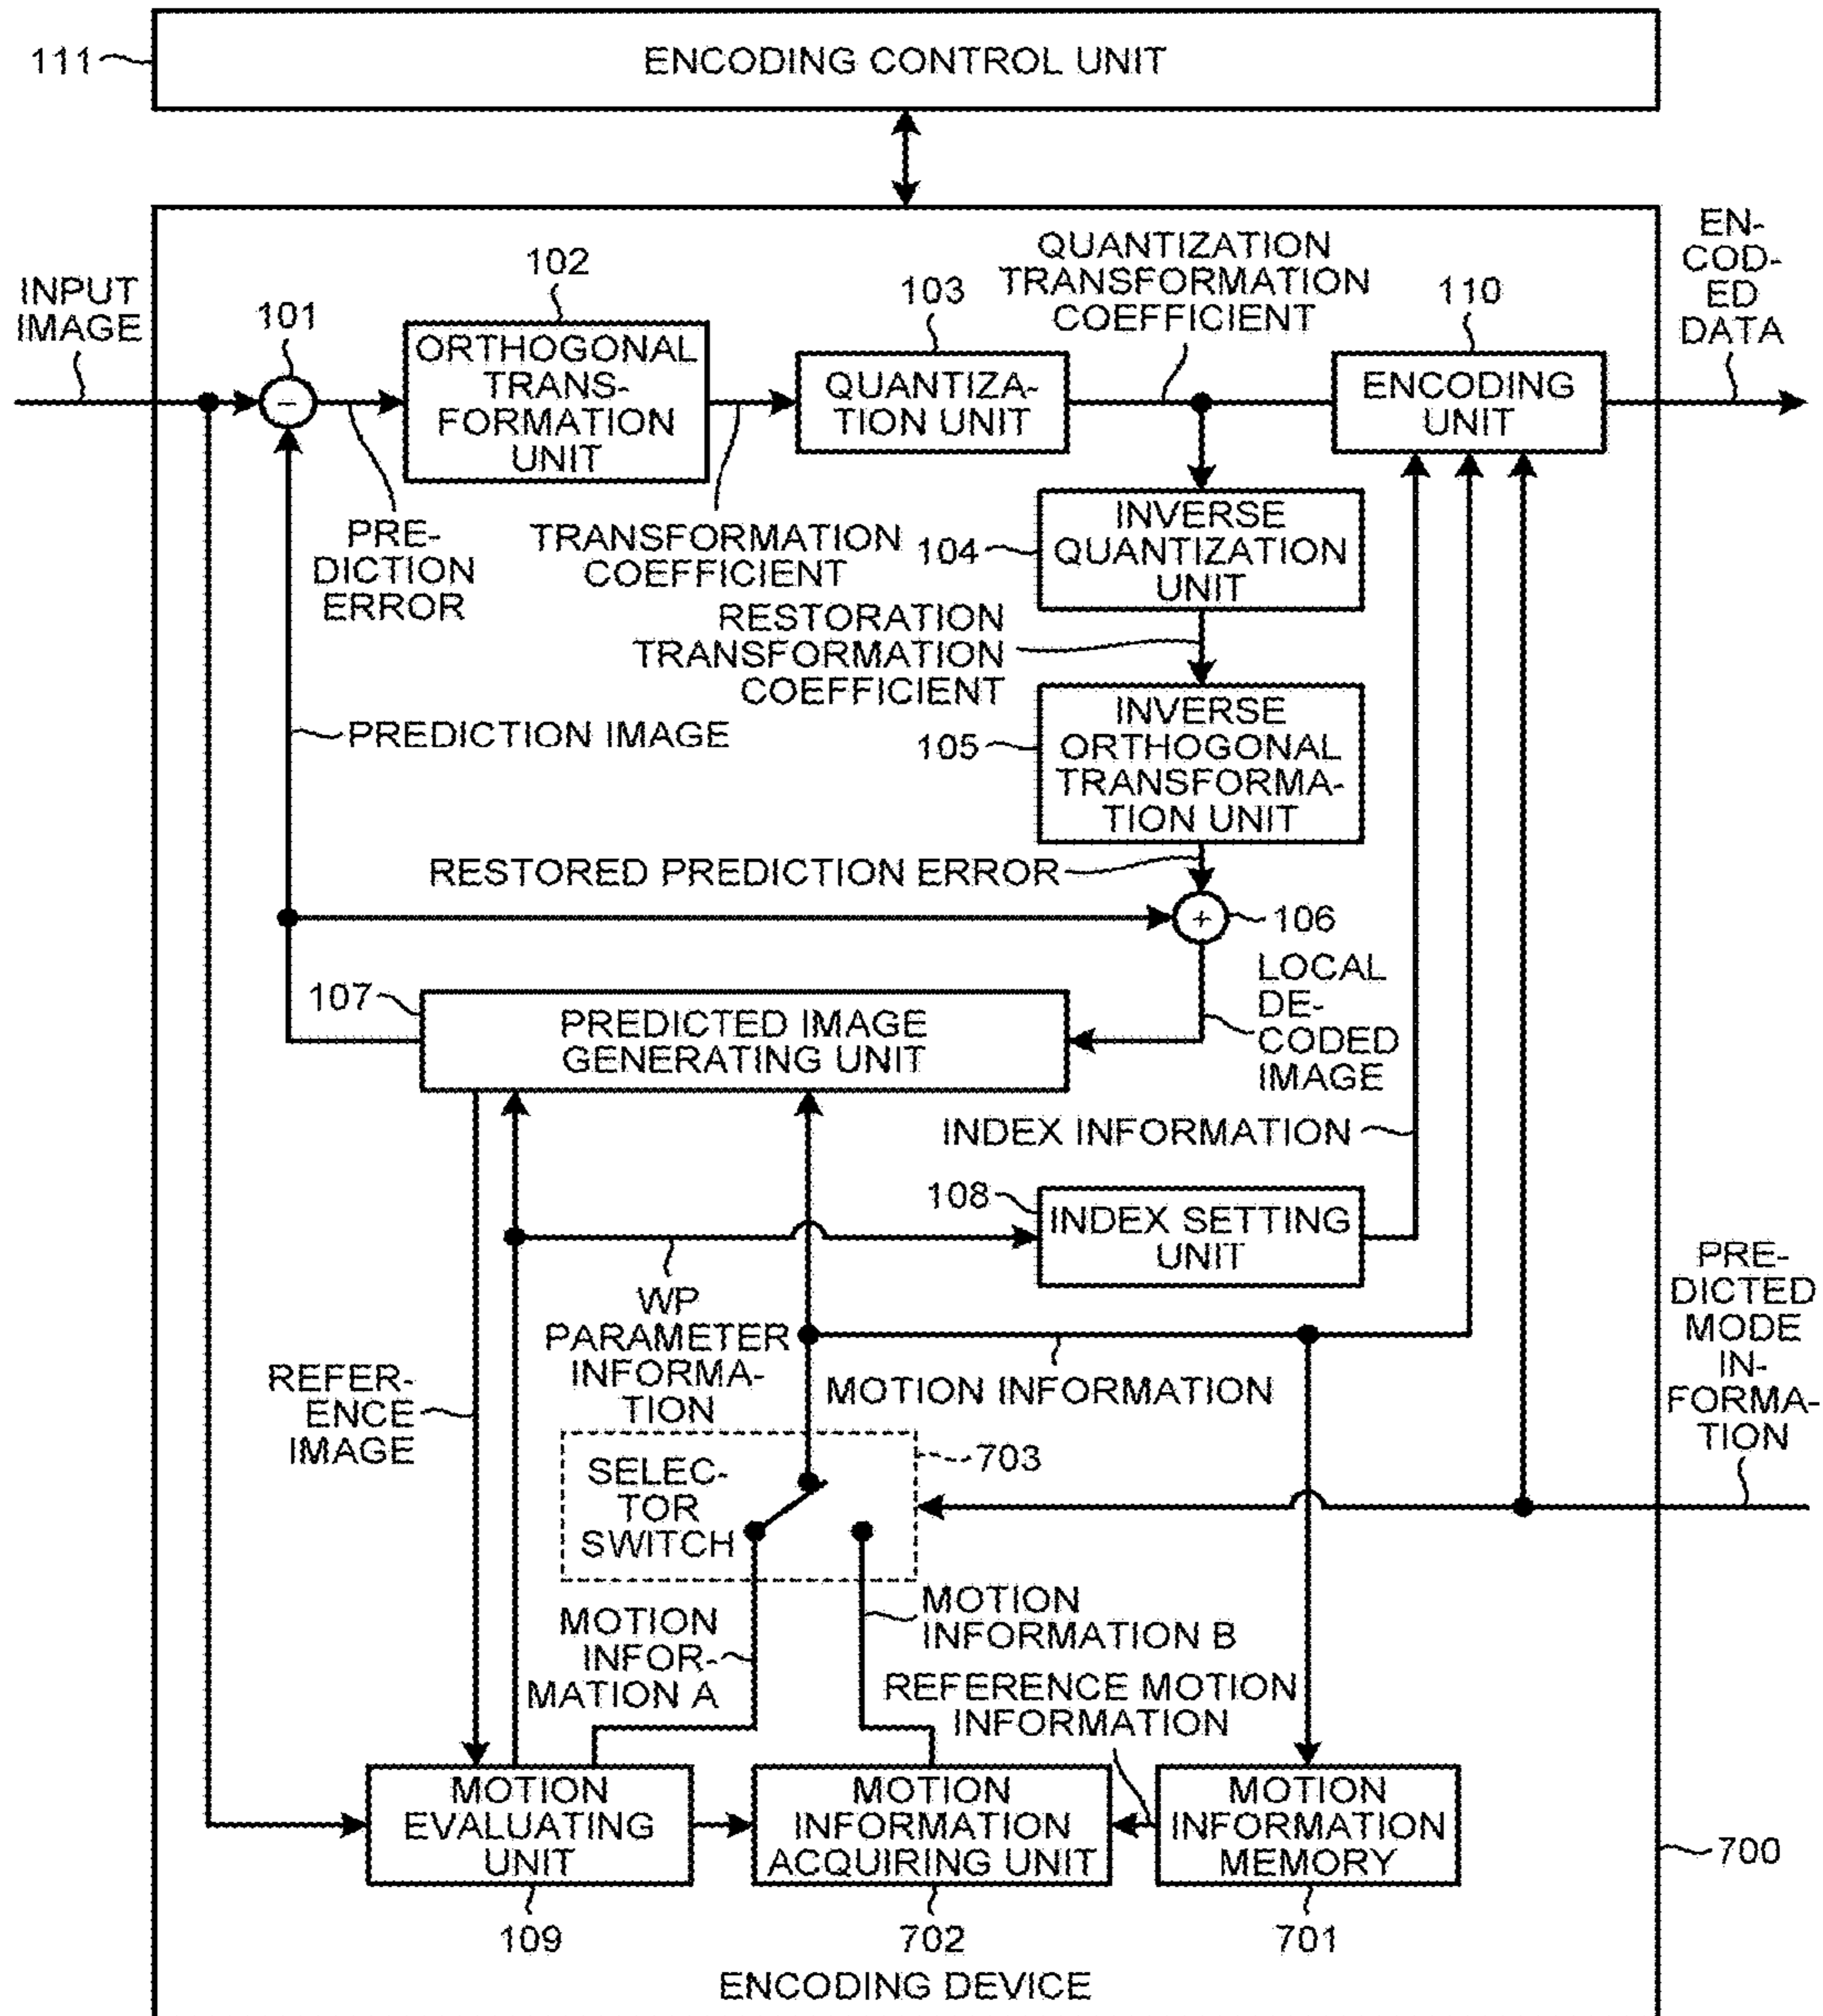 111
ENCODING CONTROL UNIT
INPUT
IMAGE
101
-
102
ORTHOGONAL
TRANS-
FORMATION
UNIT
103
QUANTIZA-
TION UNIT
QUANTIZATION
TRANSFORMATION
COEFFICIENT
110
ENCODING
UNIT
EN-
COD-
ED
DATA
PRE-
DICTION
ERROR
TRANSFORMATION
COEFFICIENT
104
INVERSE
QUANTIZATION
UNIT
RESTORATION
TRANSFORMATION
COEFFICIENT
PREDICTION IMAGE
105
INVERSE
ORTHOGONAL
TRANSFORMA-
TION UNIT
RESTORED PREDICTION ERROR
+
106
LOCAL
DE-
CODED
IMAGE
107
PREDICTED IMAGE
GENERATING UNIT
INDEX INFORMATION
108
INDEX SETTING
UNIT
WP
PARAMETER
INFORMA-
TION
MOTION INFORMATION
PRE-
DICTED
MODE
IN-
FORMA-
TION
REFER-
ENCE
IMAGE
SELEC-
TOR
SWITCH
703
MOTION
INFOR-
MATION A
MOTION
INFORMATION B
REFERENCE MOTION
INFORMATION
MOTION
EVALUATING
UNIT
MOTION
INFORMATION
ACQUIRING UNIT
MOTION
INFORMATION
MEMORY
700
109
702
701
ENCODING DEVICE